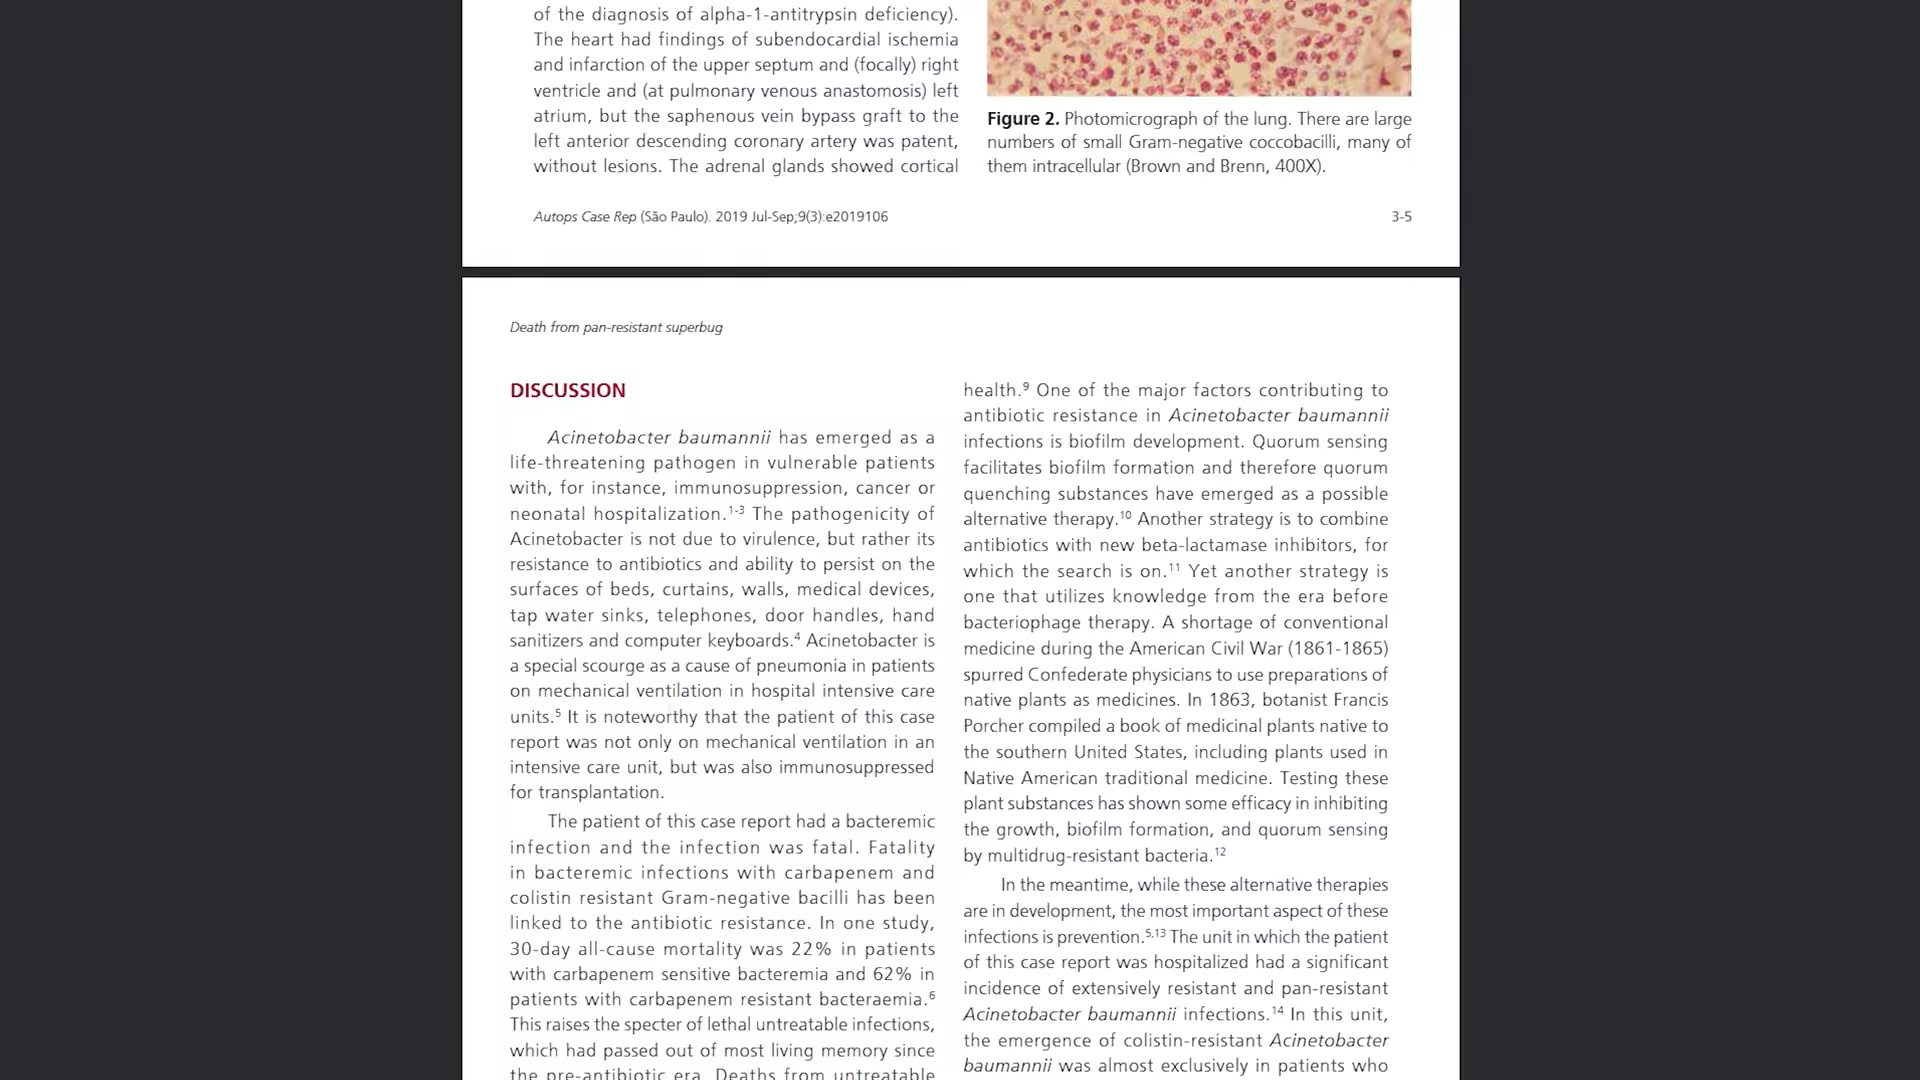 of the diagnosis of alpha-1-antitrypsin deficiency).
The heart had findings of subendocardial ischemia
and infarction of the upper septum and (focally) right
ventricle and (at pulmonary venous anastomosis) left
atrium, but the saphenous vein bypass graft to the
left anterior descending coronary artery was patent,
without lesions. The adrenal glands showed cortical
Figure 2. Photomicrograph of the lung. There are large
numbers of small Gram-negative coccobacilli, many of
them intracellular (Brown and Brenn, 400X).
Autops Case Rep (São Paulo). 2019 Jul-Sep;9(3):e2019106
3-5
Death from pan-resistant superbug
DISCUSSION
Acinetobacter baumannii has emerged as a
life-threatening pathogen in vulnerable patients
with, for instance, immunosuppression, cancer or
neonatal hospitalization.1-3 The pathogenicity of
Acinetobacter is not due to virulence, but rather its
resistance to antibiotics and ability to persist on the
surfaces of beds, curtains, walls, medical devices,
tap water sinks, telephones, door handles, hand
sanitizers and computer keyboards.4 Acinetobacter is
a special scourge as a cause of pneumonia in patients
on mechanical ventilation in hospital intensive care
units.5 It is noteworthy that the patient of this case
report was not only on mechanical ventilation in an
intensive care unit, but was also immunosuppressed
for transplantation.
The patient of this case report had a bacteremic
infection and the infection was fatal. Fatality
in bacteremic infections with carbapenem and
colistin resistant Gram-negative bacilli has been
linked to the antibiotic resistance. In one study,
30-day all-cause mortality was 22% in patients
with carbapenem sensitive bacteremia and 62% in
patients with carbapenem resistant bacteraemia.6
This raises the specter of lethal untreatable infections,
which had passed out of most living memory since
the pre-antibiotic era. Deaths from untreatable
health.9 One of the major factors contributing to
antibiotic resistance in Acinetobacter baumannii
infections is biofilm development. Quorum sensing
facilitates biofilm formation and therefore quorum
quenching substances have emerged as a possible
alternative therapy.10 Another strategy is to combine
antibiotics with new beta-lactamase inhibitors, for
which the search is on.11 Yet another strategy is
one that utilizes knowledge from the era before
bacteriophage therapy. A shortage of conventional
medicine during the American Civil War (1861-1865)
spurred Confederate physicians to use preparations of
native plants as medicines. In 1863, botanist Francis
Porcher compiled a book of medicinal plants native to
the southern United States, including plants used in
Native American traditional medicine. Testing these
plant substances has shown some efficacy in inhibiting
the growth, biofilm formation, and quorum sensing
by multidrug-resistant bacteria.12
In the meantime, while these alternative therapies
are in development, the most important aspect of these
infections is prevention.5,13 The unit in which the patient
of this case report was hospitalized had a significant
incidence of extensively resistant and pan-resistant
Acinetobacter baumannii infections.14 In this unit,
the emergence of colistin-resistant Acinetobacter
baumannii was almost exclusively in patients who